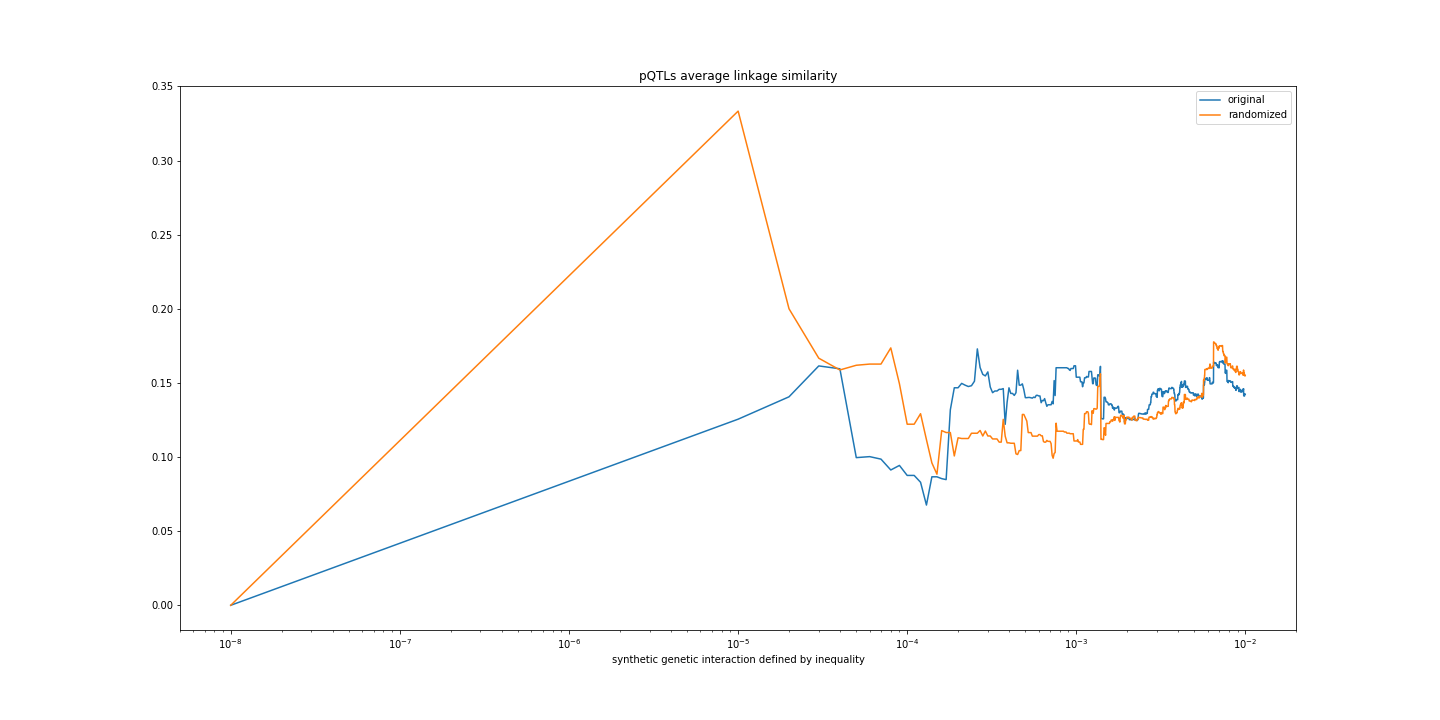 pQTLs average linkage similarity
original
randomized
0.35
0.30
0.25
0.20
0.15
0.10
0.05
0.00
10⁻⁸ 10⁻⁷ 10⁻⁶ 10⁻⁵ 10⁻⁴ 10⁻³ 10⁻²
synthetic genetic interaction defined by inequality